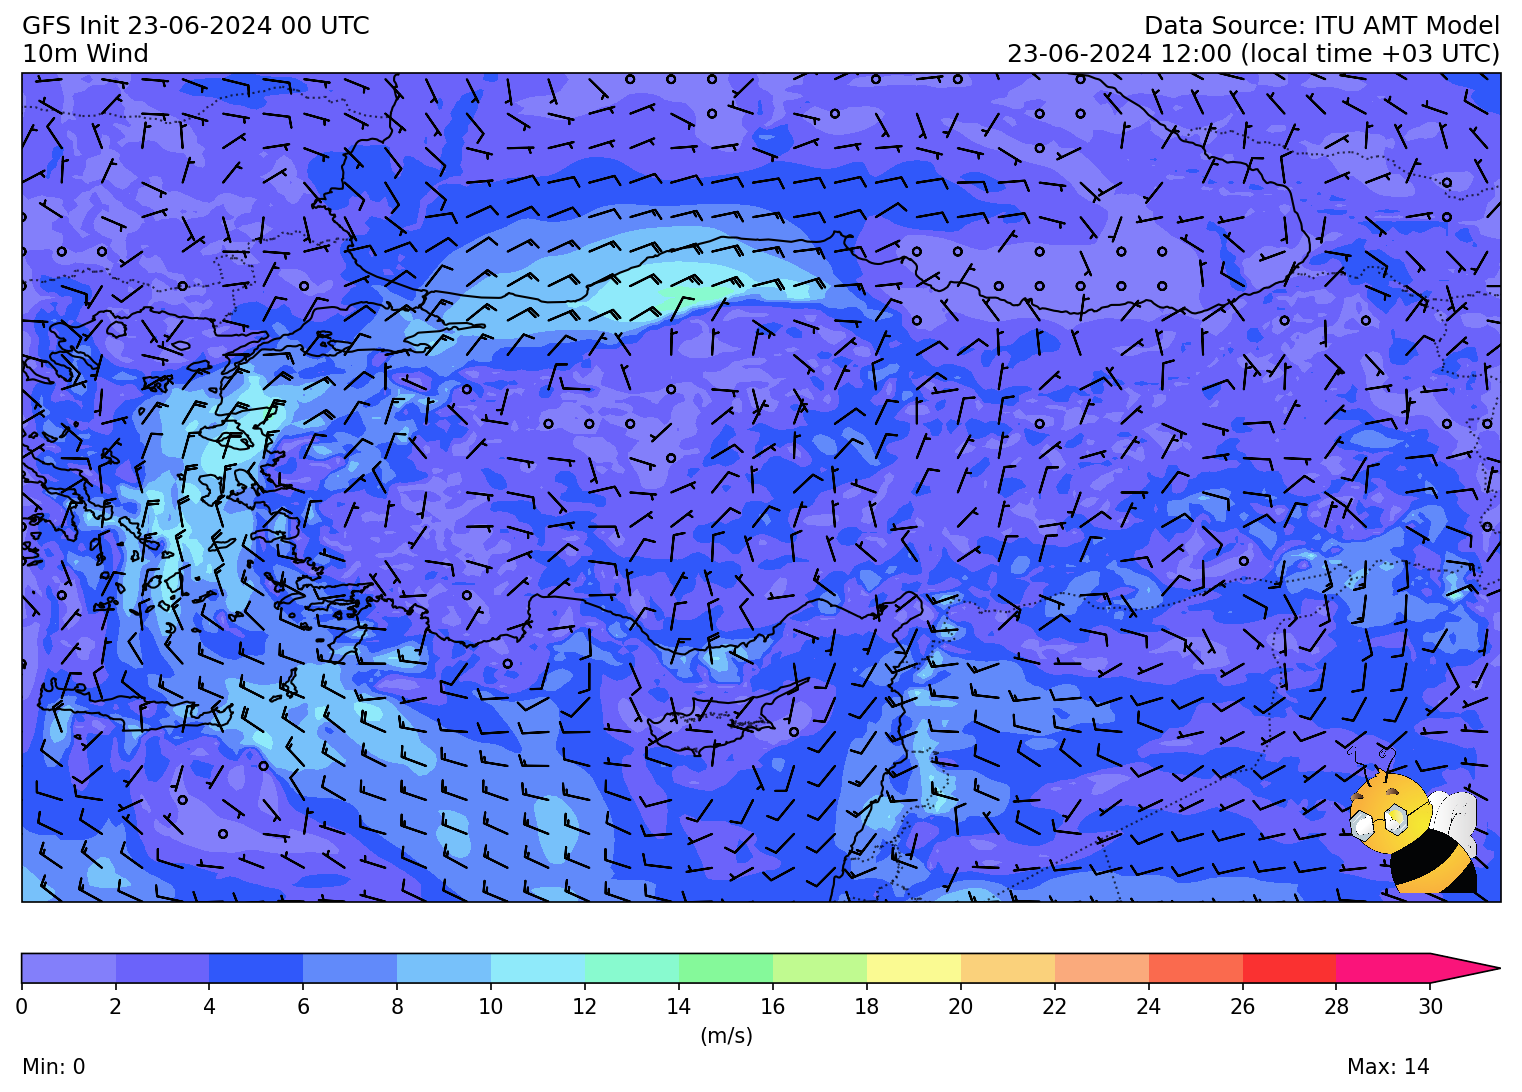 GFS Init 23-06-2024 00 UTC
Data Source: ITU AMT Model
10m Wind
23-06-2024 12:00 (local time +03 UTC)
0 2 4 6 8 10 12 14 16 18 20 22 24 26 28 30
(m/s)
Min: 0
Max: 14